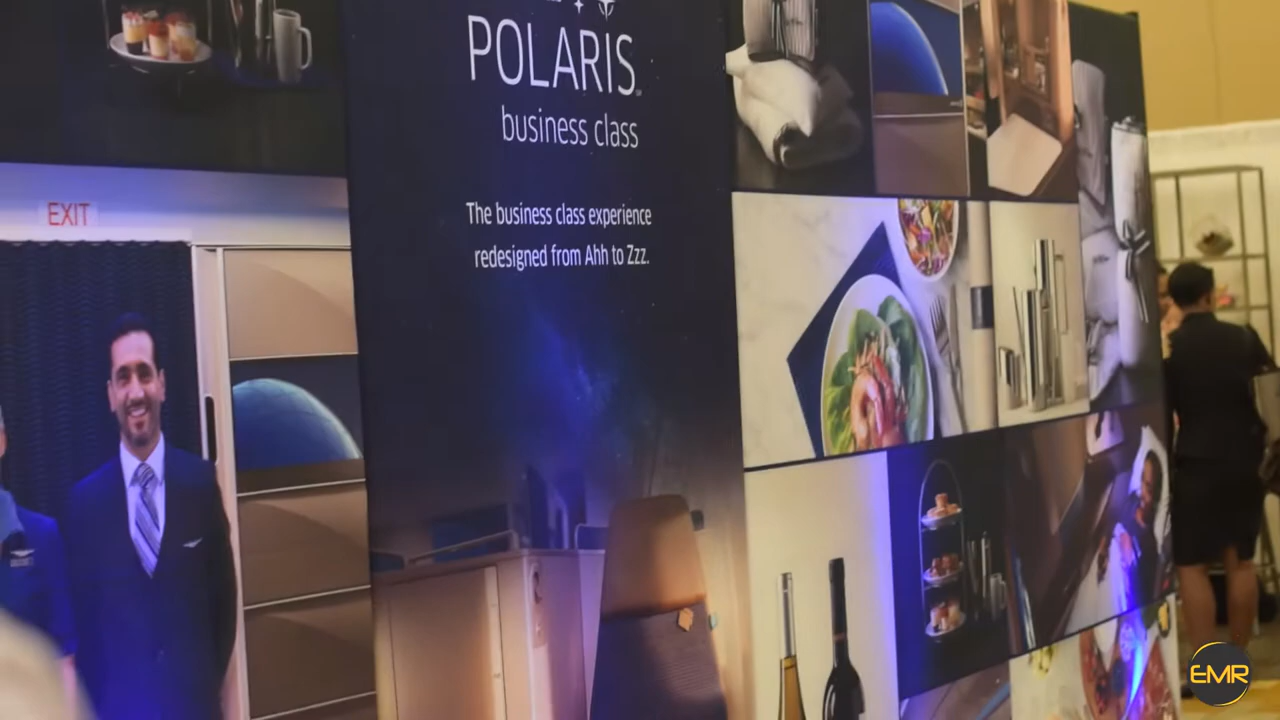 POLARIS
business class
EXIT
The business class experience
redesigned from Ahh to Zzz.
EMR